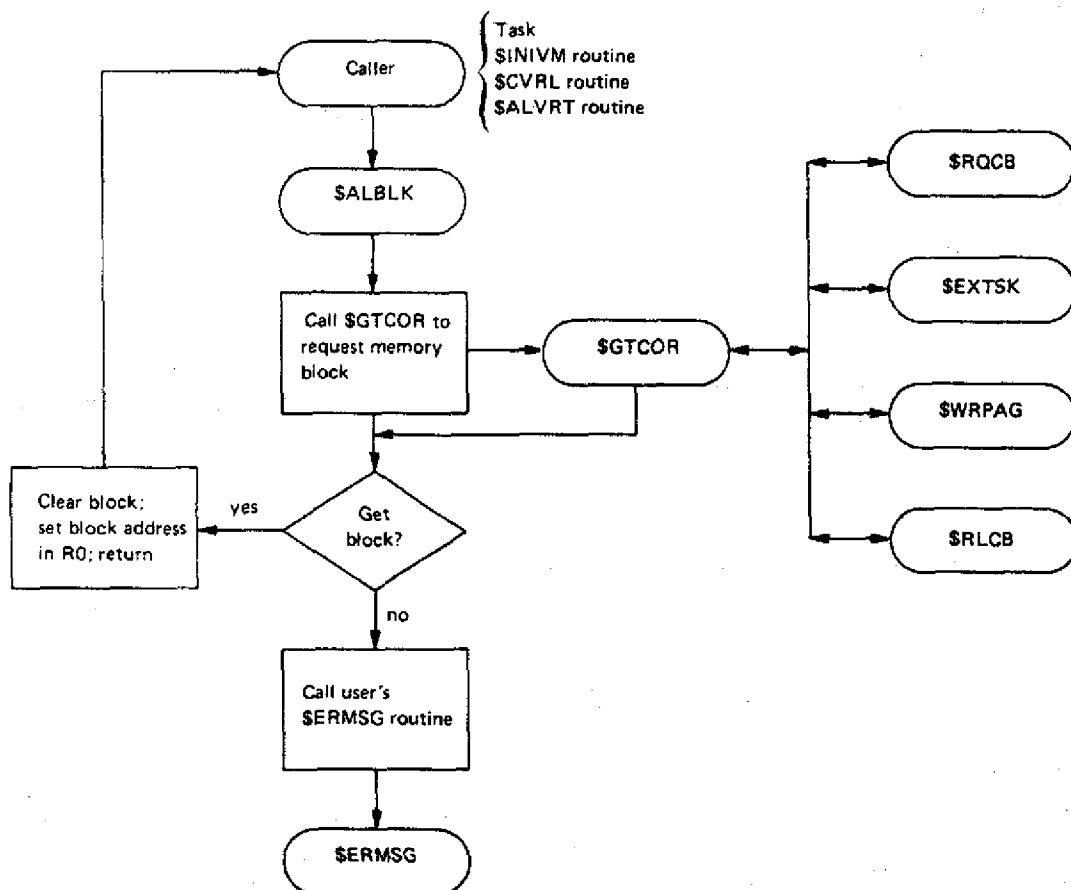 Caller
Task
$INIVM routine
$CVRL routine
$ALVRT routine
$ALBLK
Call $GTCOR to
request memory
block
$GTCOR
$RQCB
$EXTSK
$WRPAG
$RLCB
Clear block;
set block address
in R0; return
yes
Get
block?
no
Call user's
$ERMSG routine
$ERMSG